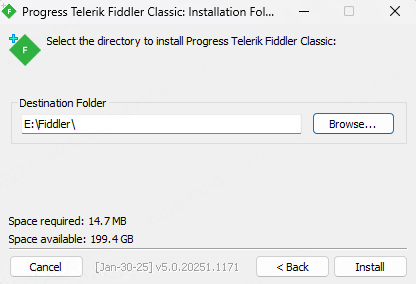 Progress Telerik Fiddler Classic: Installation Fol...
F
Select the directory to install Progress Telerik Fiddler Classic:
Destination Folder
E:\Fiddler\
Browse...
Space required: 14.7 MB
Space available: 199.4 GB
Cancel
[Jan-30-25] v5.0.20251.1171
< Back
Install